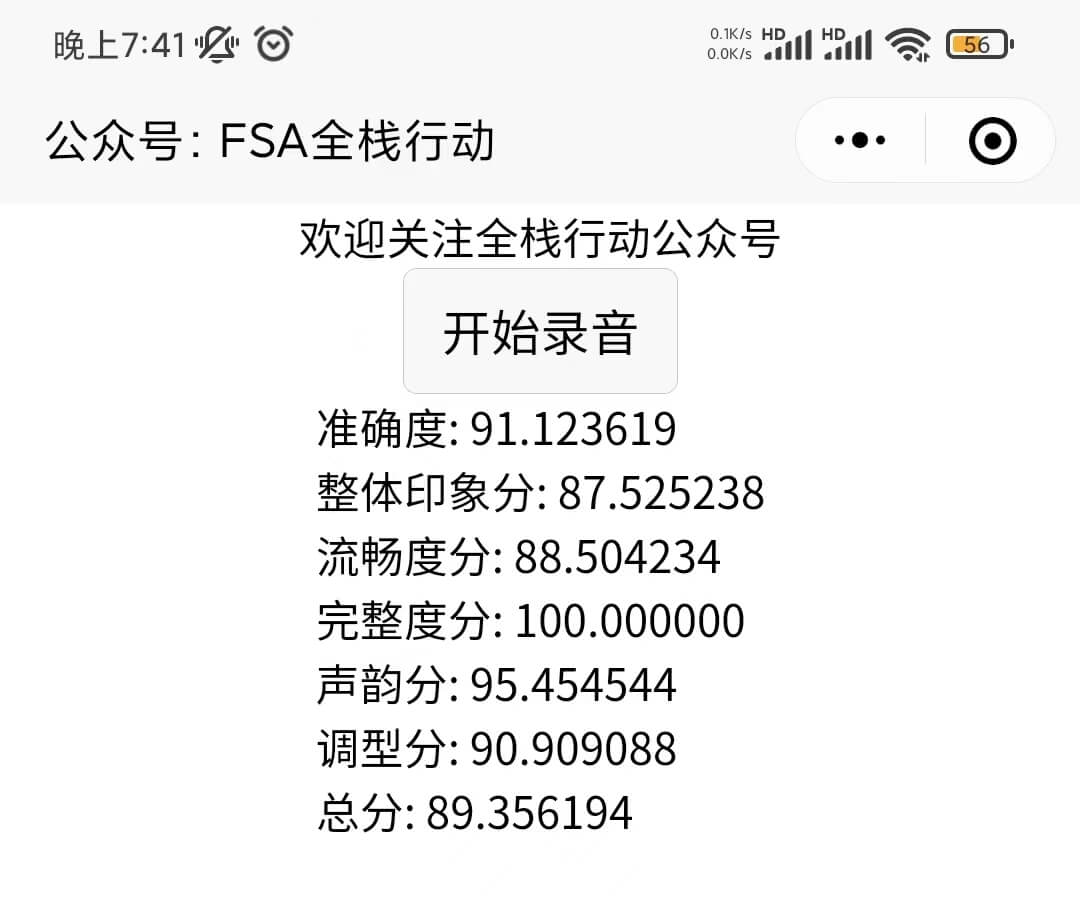 晚上7:41
0.1K/s
0.0K/s
HD
HD
56
公众号: FSA全栈行动
欢迎关注全栈行动公众号
开始录音
准确度: 91.123619
整体印象分: 87.525238
流畅度分: 88.504234
完整度分: 100.000000
声韵分: 95.454544
调型分: 90.909088
总分: 89.356194